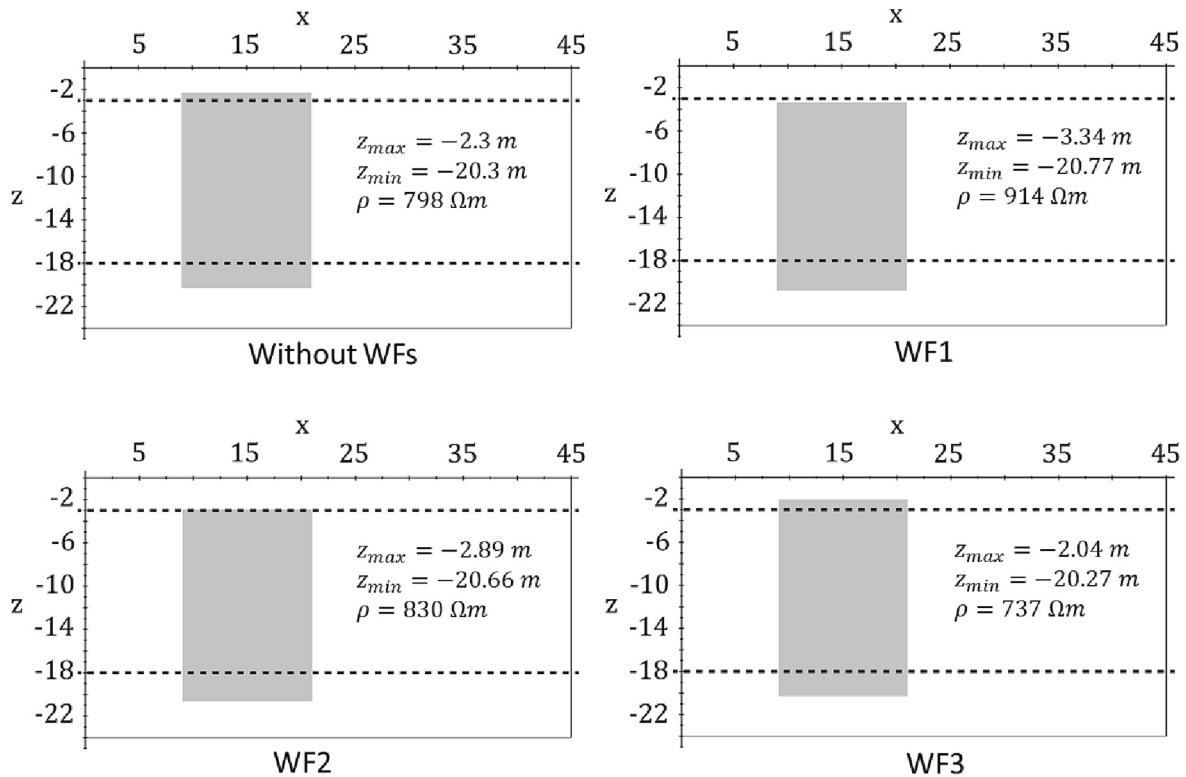 x
5 15 25 35 45
-2
-6
-10
-14
-18
-22
z
z_max = −2.3 m
z_min = −20.3 m
ρ = 798 Ωm
Without WFs
x
5 15 25 35 45
-2
-6
-10
-14
-18
-22
z
z_max = −3.34 m
z_min = −20.77 m
ρ = 914 Ωm
WF1
x
5 15 25 35 45
-2
-6
-10
-14
-18
-22
z
z_max = −2.89 m
z_min = −20.66 m
ρ = 830 Ωm
WF2
x
5 15 25 35 45
-2
-6
-10
-14
-18
-22
z
z_max = −2.04 m
z_min = −20.27 m
ρ = 737 Ωm
WF3